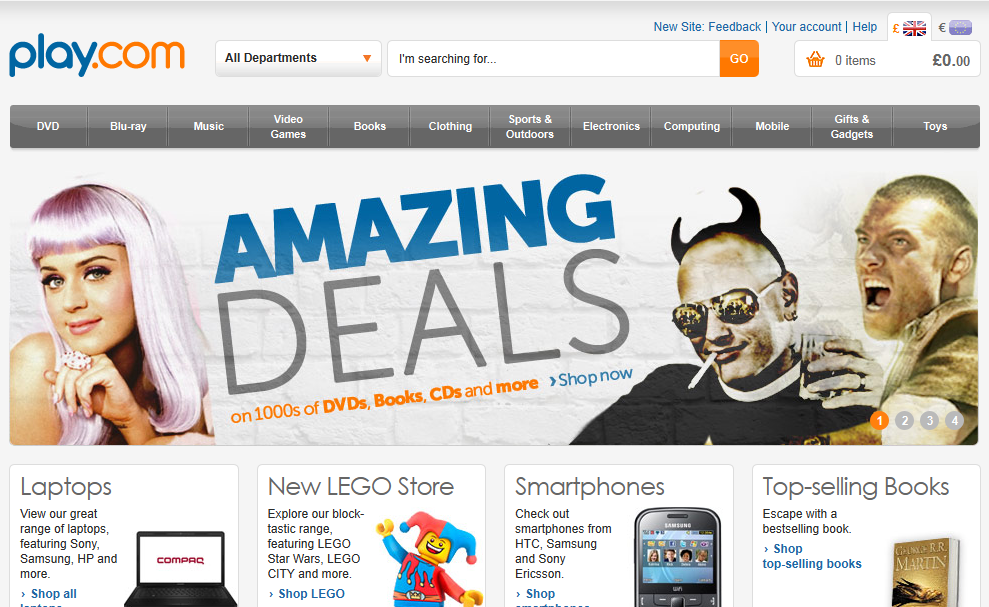 New Site: Feedback | Your account | Help £ €
play.com
All Departments
I'm searching for...
GO
0 items £0.00
DVD
Blu-ray
Music
Video
Games
Books
Clothing
Sports &
Outdoors
Electronics
Computing
Mobile
Gifts &
Gadgets
Toys
AMAZING
DEALS
on 1000s of DVDs, Books, CDs and more › Shop now
1 2 3 4
Laptops
View our great
range of laptops,
featuring Sony,
Samsung, HP and
more.
› Shop all
laptops
COMPAQ
New LEGO Store
Explore our block-
tastic range,
featuring LEGO
Star Wars, LEGO
CITY and more.
› Shop LEGO
Smartphones
Check out
smartphones from
HTC, Samsung
and Sony
Ericsson.
› Shop
smartphones
SAMSUNG
WiFi
Top-selling Books
Escape with a
bestselling book.
› Shop
top-selling books
GEORGE R.R.
MARTIN